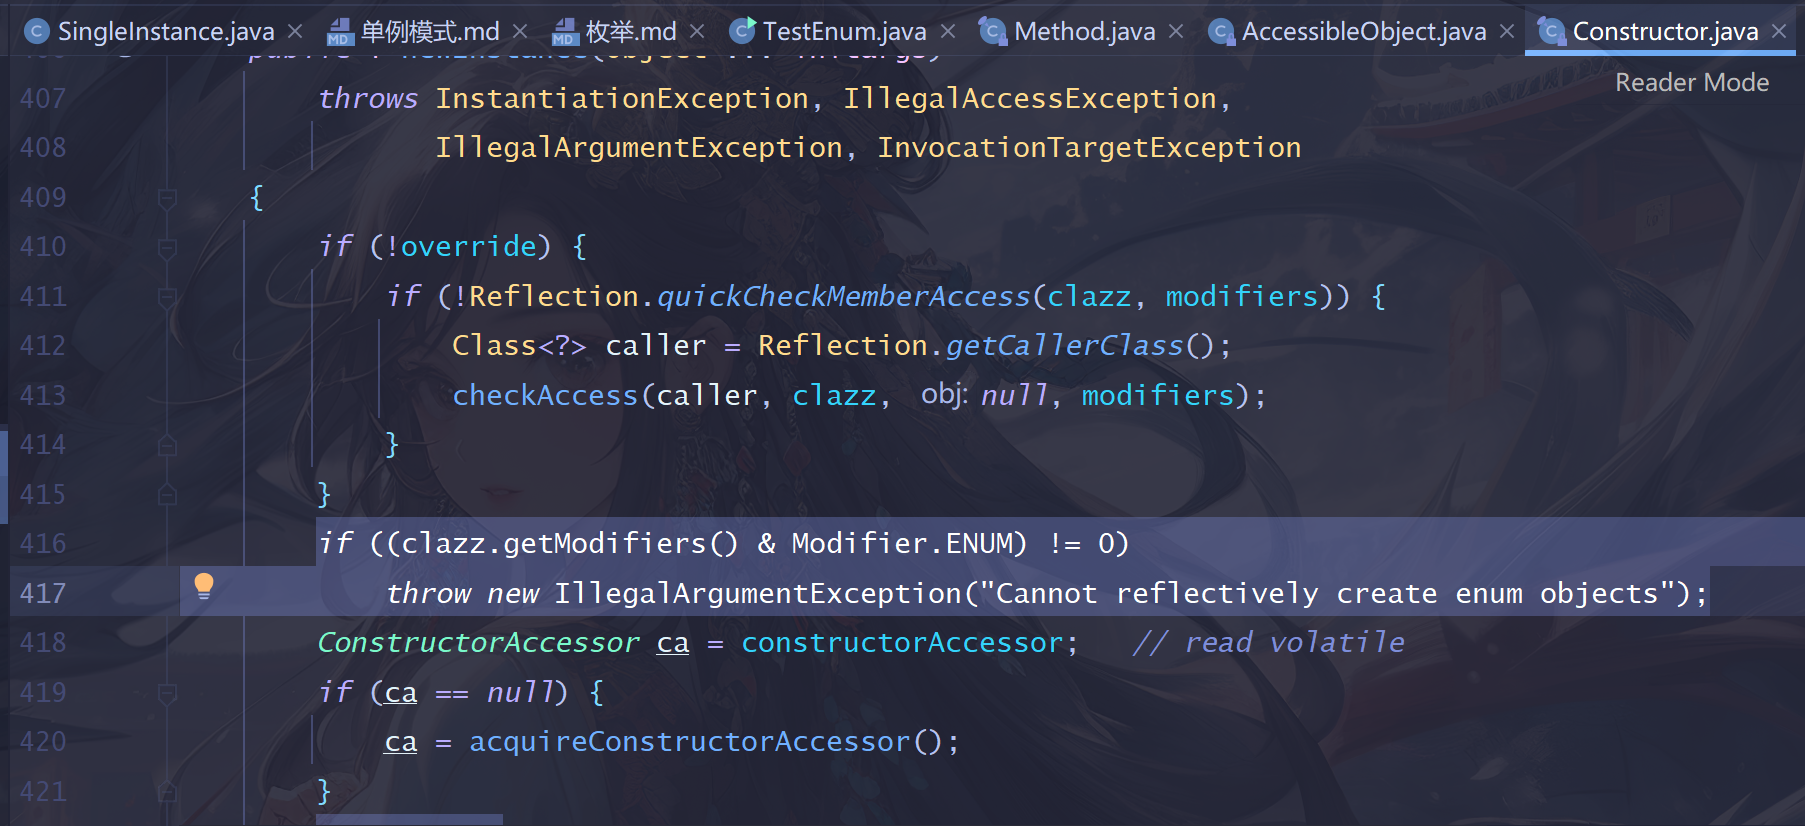 SingleInstance.java 单例模式.md 枚举.md TestEnum.java Method.java AccessibleObject.java Constructor.java
Reader Mode
407 throws InstantiationException, IllegalAccessException,
408 IllegalArgumentException, InvocationTargetException
409 {
410 if (!override) {
411 if (!Reflection.quickCheckMemberAccess(clazz, modifiers)) {
412 Class<?> caller = Reflection.getCallerClass();
413 checkAccess(caller, clazz, obj: null, modifiers);
414 }
415 }
416 if ((clazz.getModifiers() & Modifier.ENUM) != 0)
417 throw new IllegalArgumentException("Cannot reflectively create enum objects");
418 ConstructorAccessor ca = constructorAccessor; // read volatile
419 if (ca == null) {
420 ca = acquireConstructorAccessor();
421 }